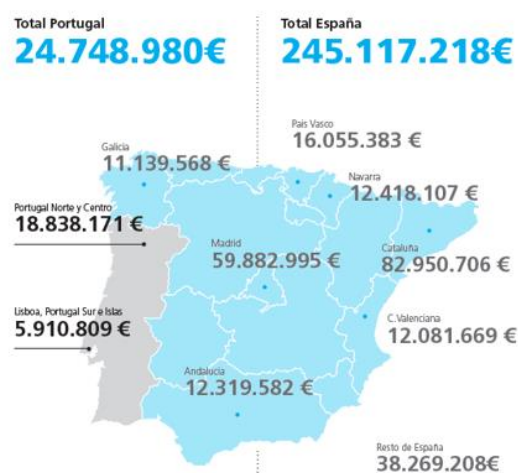 Total Portugal
24.748.980€
Total España
245.117.218€
País Vasco
16.055.383 €
Galicia
11.139.568 €
Navarra
12.418.107 €
Portugal Norte y Centro
18.838.171 €
Madrid
59.882.995 €
Cataluña
82.950.706 €
Lisboa, Portugal Sur e Islas
5.910.809 €
C.Valenciana
12.081.669 €
Andalucía
12.319.582 €
Resto de España
38.269.208€